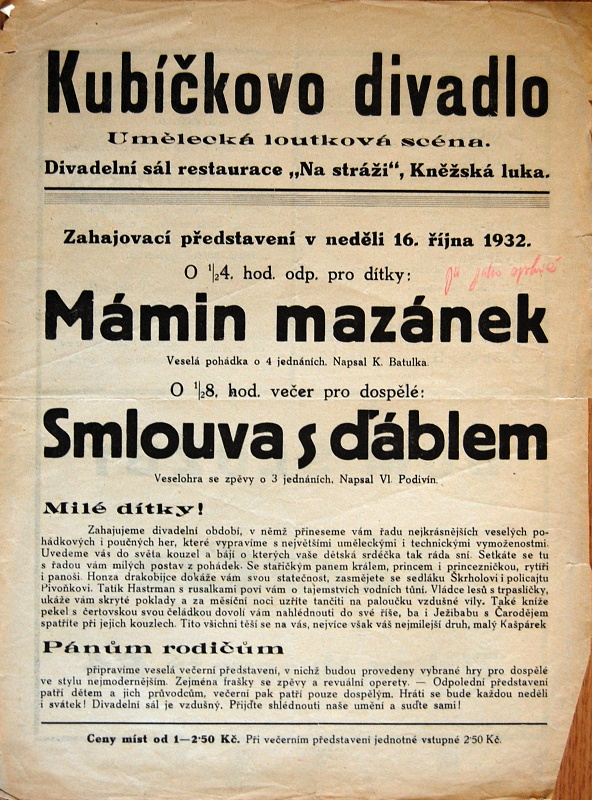 Kubíčkovo divadlo
Umělecká loutková scéna.
Divadelní sál restaurace „Na stráži“, Kněžská luka.
Zahajovací představení v neděli 16. října 1932.
O ½4. hod. odp. pro dítky:
Mámin mazánek
Veselá pohádka o 4 jednáních. Napsal K. Batulka.
O ½8. hod. večer pro dospělé:
Smlouva s ďáblem
Veselohra se zpěvy o 3 jednáních. Napsal Vl. Podivín.
Milé dítky!
Zahajujeme divadelní období, v němž přineseme vám řadu nejkrásnějších veselých po-
hádkových i poučných her, které vypravíme s největšími uměleckými i technickými vymoženostmi.
Uvedeme vás do světa kouzel a bájí o kterých vaše dětská srdéčka tak ráda sní. Setkáte se tu
s řadou vám milých postav z pohádek. Se stařičkým panem králem, princem i princezničkou, rytíři
i panoši. Honza drakobijce dokáže vám svou statečnost, zasmějete se sedláku Škrholovi i policajtu
Pivoňkovi. Tatík Hastrman s rusalkami poví vám o tajemstvích vodních tůní. Vládce lesů s trpaslíčky,
ukáže vám skryté poklady a za měsíční noci uzříte tančiti na paloučku vzdušné víly. Také kníže
pekel s čertovskou svou čeládkou dovolí vám nahlédnouti do své říše, ba i Ježibabu s Čarodějem
spatříte při jejich kouzlech. Tito všichni těší se na vás, nejvíce však váš nejmilejší druh, malý Kašpárek
Pánům rodičům
připravíme veselá večerní představení, v nichž budou provedeny vybrané hry pro dospělé
ve stylu nejmodernějším. Zejména frašky se zpěvy a revuální operety. — Odpolední představení
patří dětem a jich průvodcům, večerní pak patří pouze dospělým. Hráti se bude každou neděli
i svátek! Divadelní sál je vzdušný. Přijďte shlédnouti naše umění a suďte sami!
Ceny míst od 1—2·50 Kč. Při večerním představení jednotné vstupné 2·50 Kč.